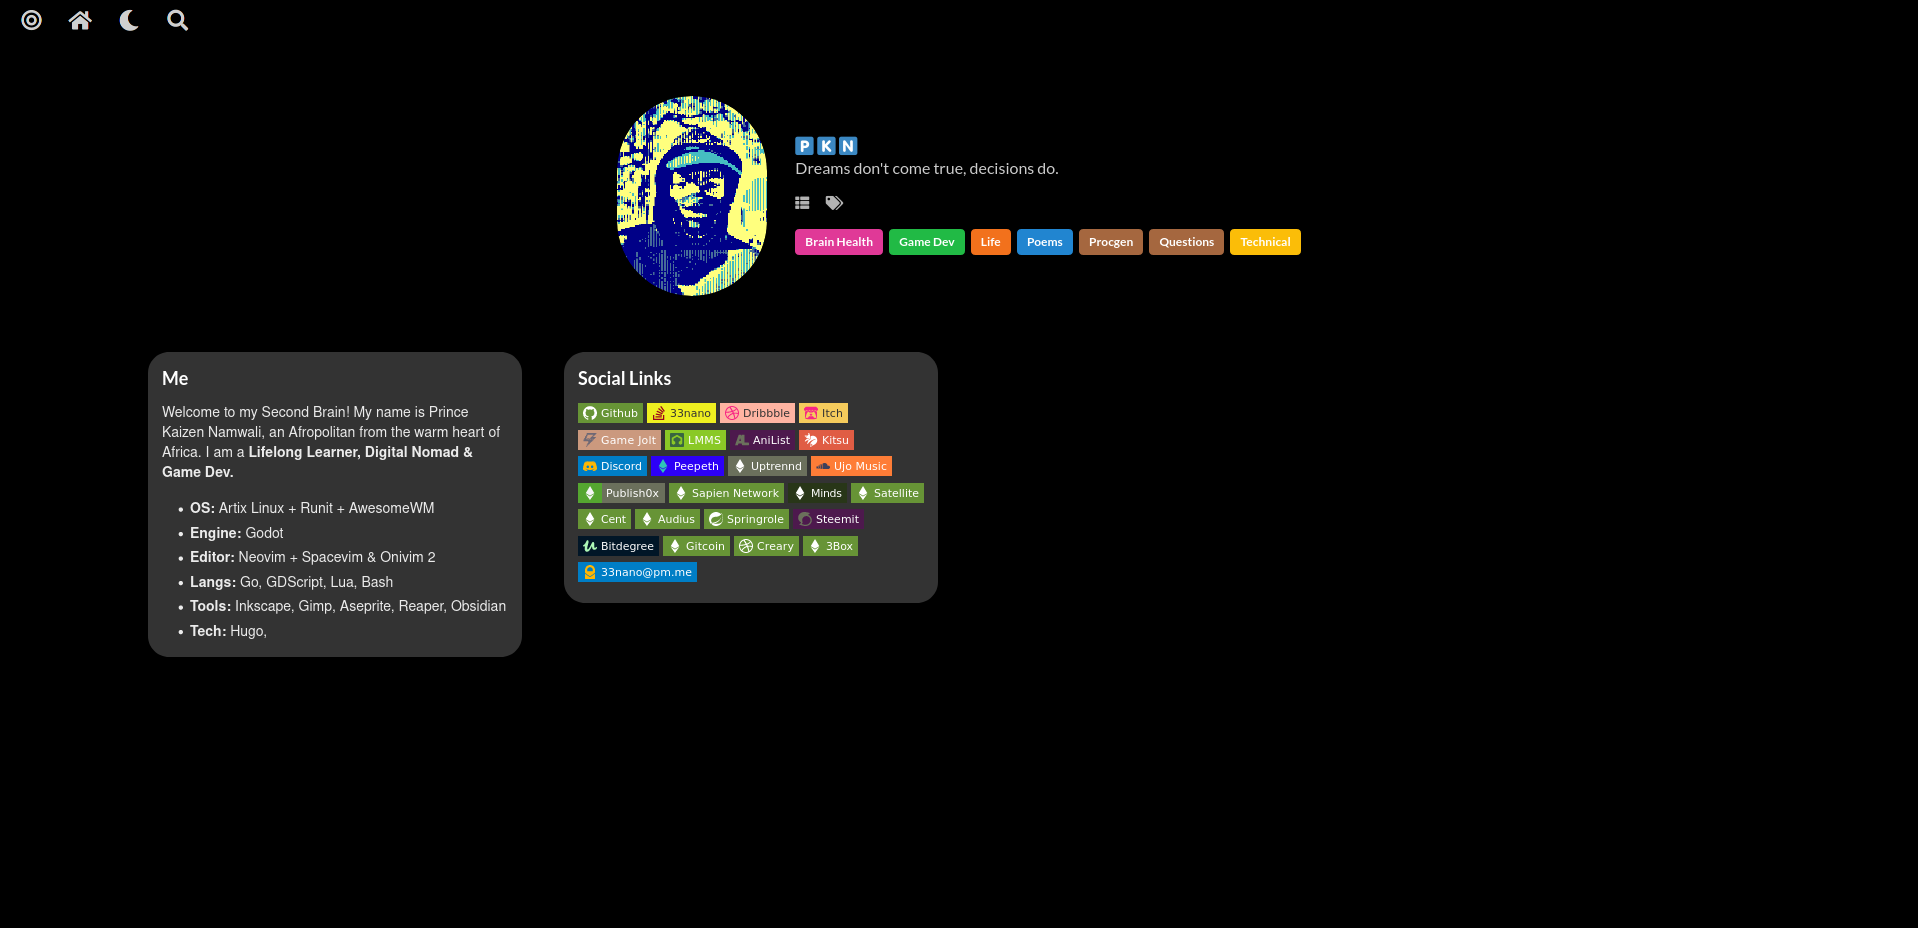 P K N
Dreams don't come true, decisions do.
Brain Health Game Dev Life Poems Procgen Questions Technical
Me
Welcome to my Second Brain! My name is Prince
Kaizen Namwali, an Afropolitan from the warm heart of
Africa. I am a Lifelong Learner, Digital Nomad &
Game Dev.
• OS: Artix Linux + Runit + AwesomeWM
• Engine: Godot
• Editor: Neovim + Spacevim & Onivim 2
• Langs: Go, GDScript, Lua, Bash
• Tools: Inkscape, Gimp, Aseprite, Reaper, Obsidian
• Tech: Hugo,
Social Links
Github 33nano Dribbble Itch
Game Jolt LMMS AniList Kitsu
Discord Peepeth Uptrennd Ujo Music
Publish0x Sapien Network Minds Satellite
Cent Audius Springrole Steemit
Bitdegree Gitcoin Creary 3Box
33nano@pm.me